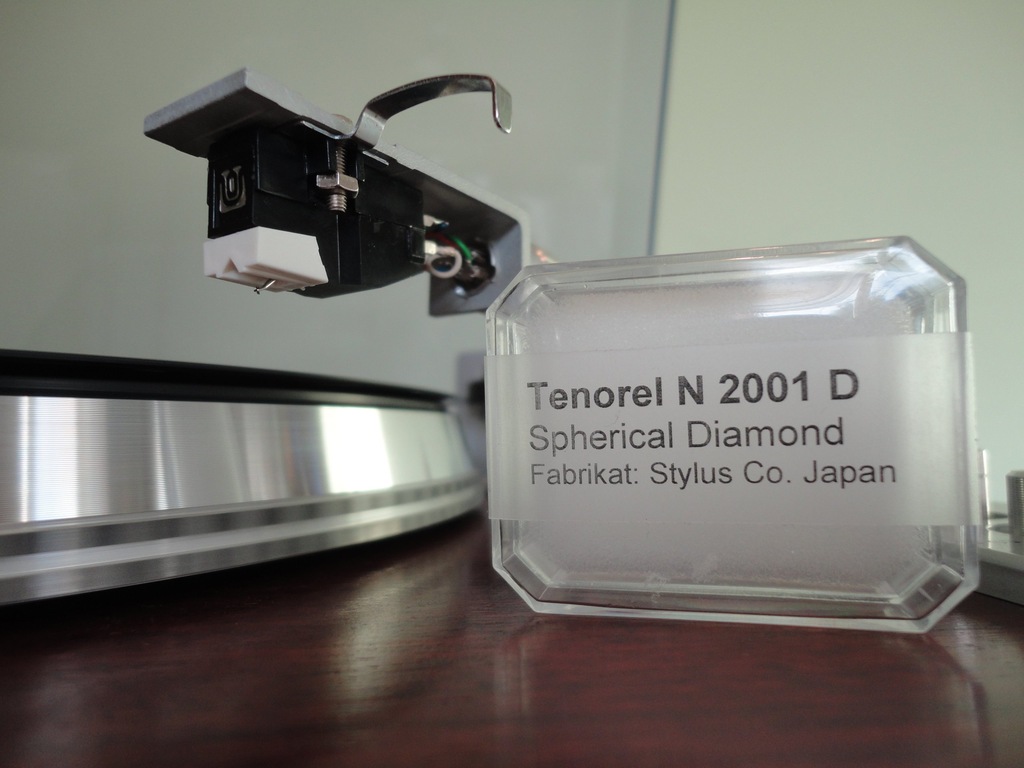 Tenorel N 2001 D
Spherical Diamond
Fabrikat: Stylus Co. Japan